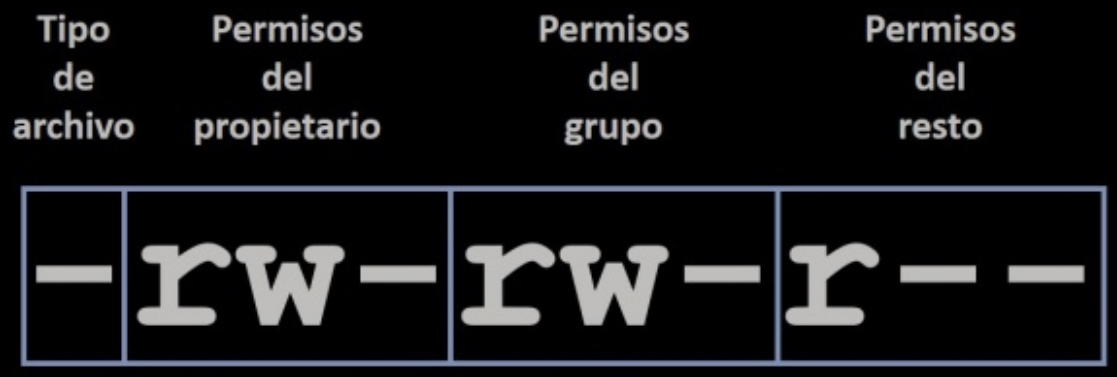 Tipo de archivo
Permisos del propietario
Permisos del grupo
Permisos del resto
-rw-rw-r--